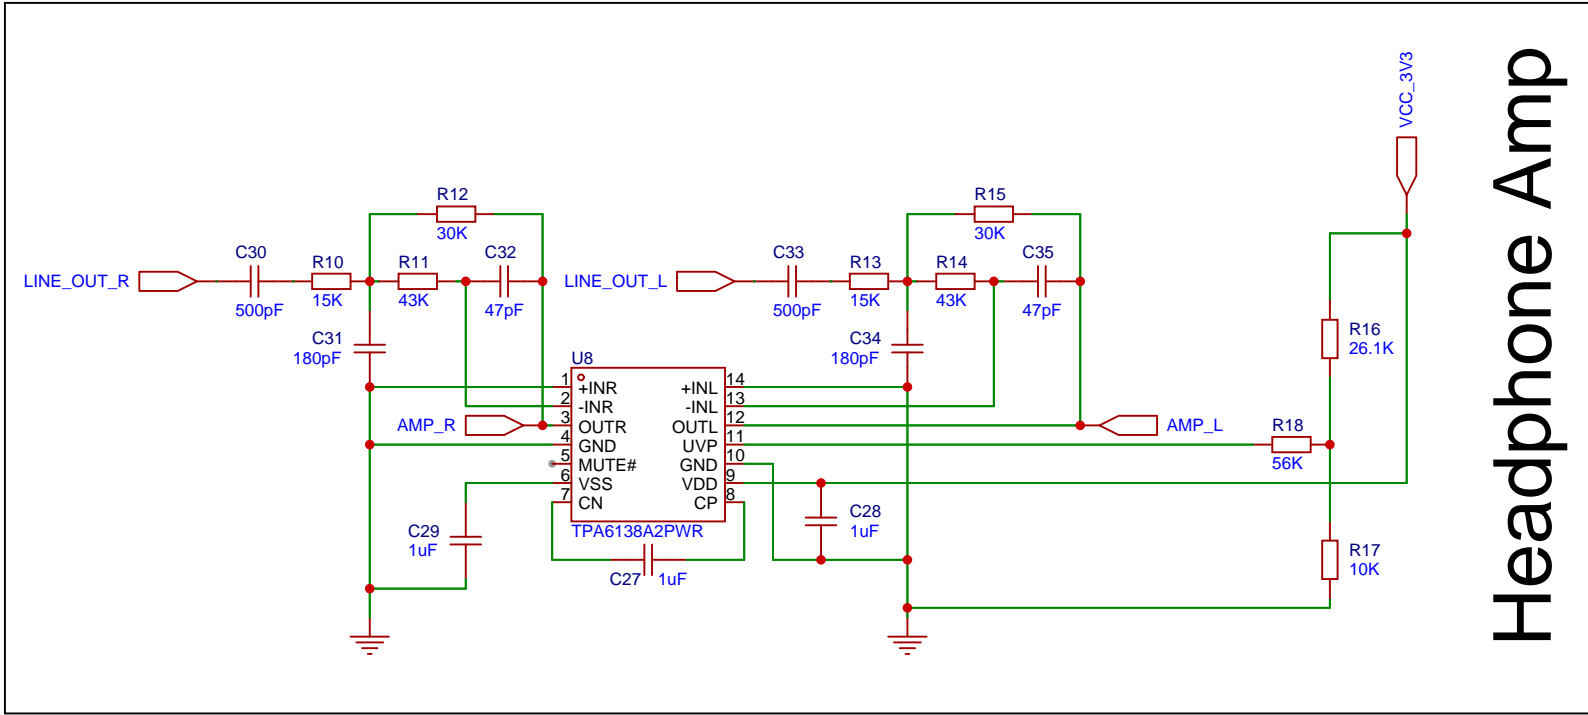 Headphone Amp
VCC_3V3
R12
30K
R15
30K
C30
500pF
R10
15K
R11
43K
C32
47pF
LINE_OUT_R
C33
500pF
R13
15K
R14
43K
C35
47pF
LINE_OUT_L
C31
180pF
C34
180pF
R16
26.1K
U8
1 +INR
2 -INR
3 OUTR
4 GND
5 MUTE#
6 VSS
7 CN
+INL 14
-INL 13
OUTL 12
UVP 11
GND 10
VDD 9
CP 8
TPA6138A2PWR
AMP_R
AMP_L
R18
56K
C29
1uF
C28
1uF
C27 1uF
R17
10K